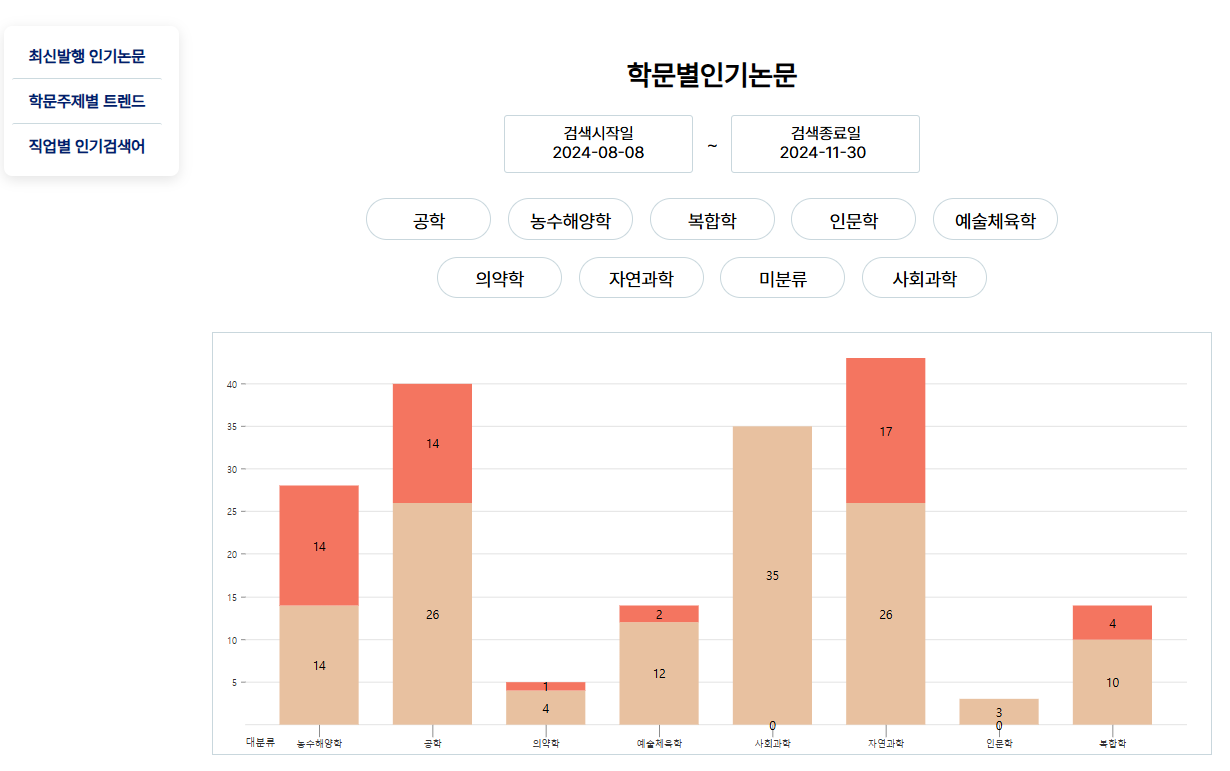 최신발행 인기논문
학문주제별 트렌드
직업별 인기검색어
학문별인기논문
검색시작일
2024-08-08
~
검색종료일
2024-11-30
공학
농수해양학
복합학
인문학
예술체육학
의약학
자연과학
미분류
사회과학
40
35
30
25
20
15
10
5
14
14
14
26
1
4
2
12
35
0
17
26
3
0
4
10
대분류
농수해양학
공학
의약학
예술체육학
사회과학
자연과학
인문학
복합학